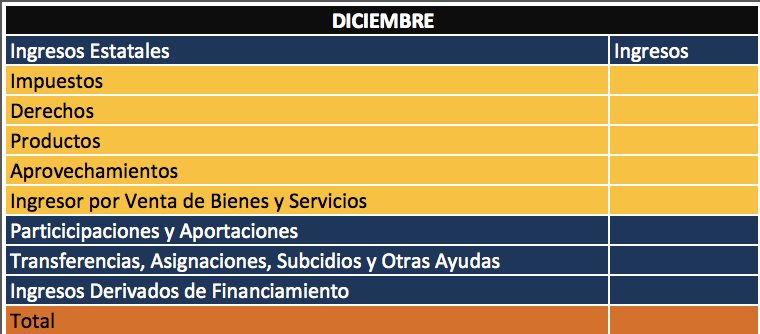 DICIEMBRE
Ingresos Estatales Ingresos
Impuestos
Derechos
Productos
Aprovechamientos
Ingresor por Venta de Bienes y Servicios
Particicipaciones y Aportaciones
Transferencias, Asignaciones, Subcidios y Otras Ayudas
Ingresos Derivados de Financiamiento
Total